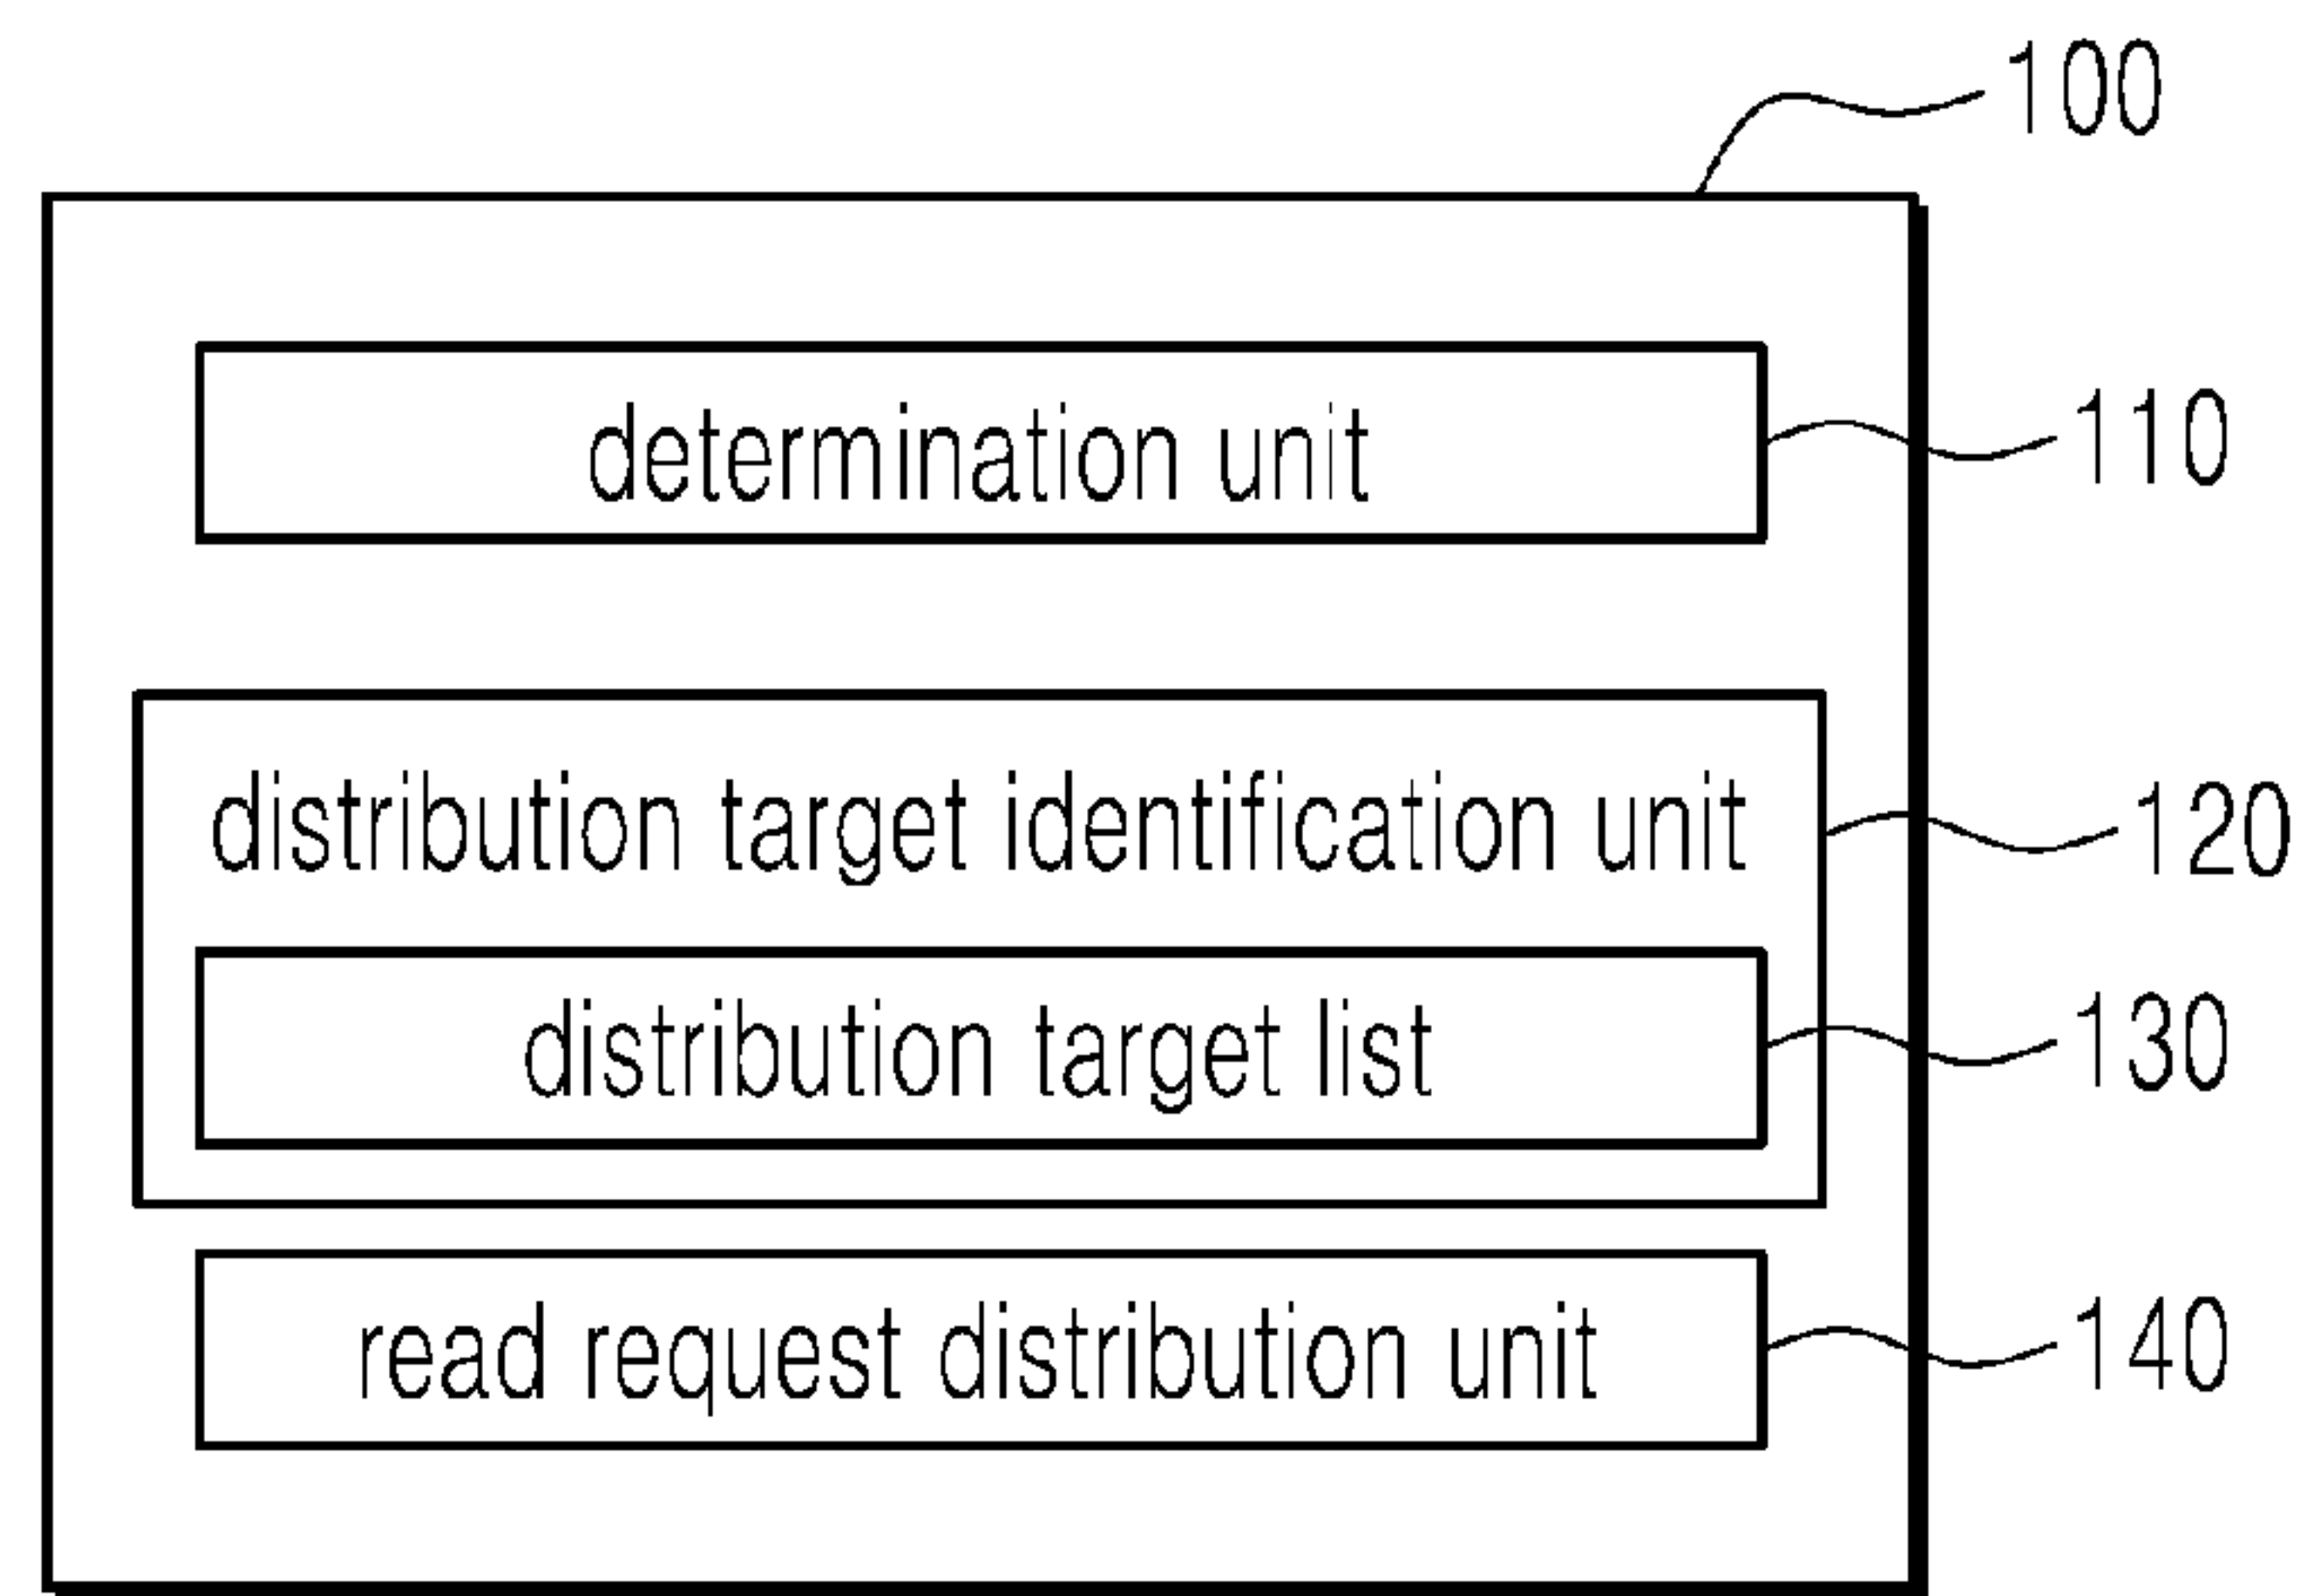 100
determination unit
110
distribution target identification unit
120
distribution target list
130
read request distribution unit
140